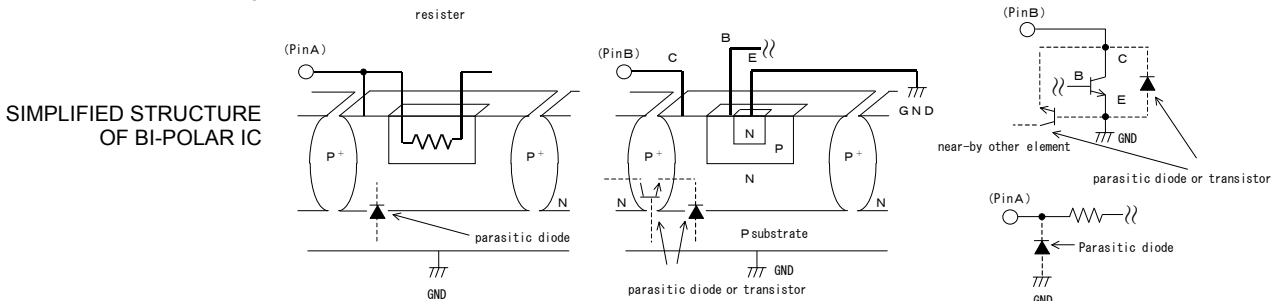 SIMPLIFIED STRUCTURE
OF BI-POLAR IC
resister
(PinA)
P+
P+
N
parasitic diode
GND
(PinB)
C
B
E
GND
P+
N
P
P+
N
N
N
P substrate
GND
parasitic diode or transistor
(PinB)
C
B
E
GND
near-by other element
parasitic diode or transistor
(PinA)
Parasitic diode
GND